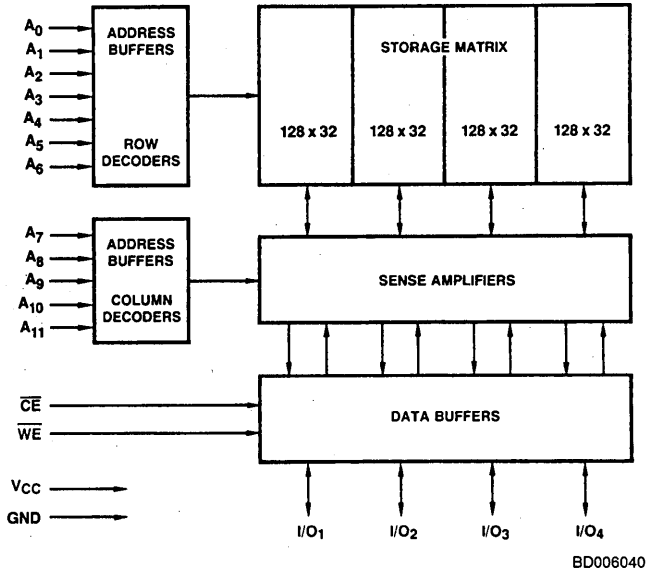 A0
A1
A2
A3
A4
A5
A6
ADDRESS
BUFFERS
ROW
DECODERS
STORAGE MATRIX
128 x 32
128 x 32
128 x 32
128 x 32
A7
A8
A9
A10
A11
ADDRESS
BUFFERS
COLUMN
DECODERS
SENSE AMPLIFIERS
CE
WE
DATA BUFFERS
VCC
GND
I/O1
I/O2
I/O3
I/O4
BD006040